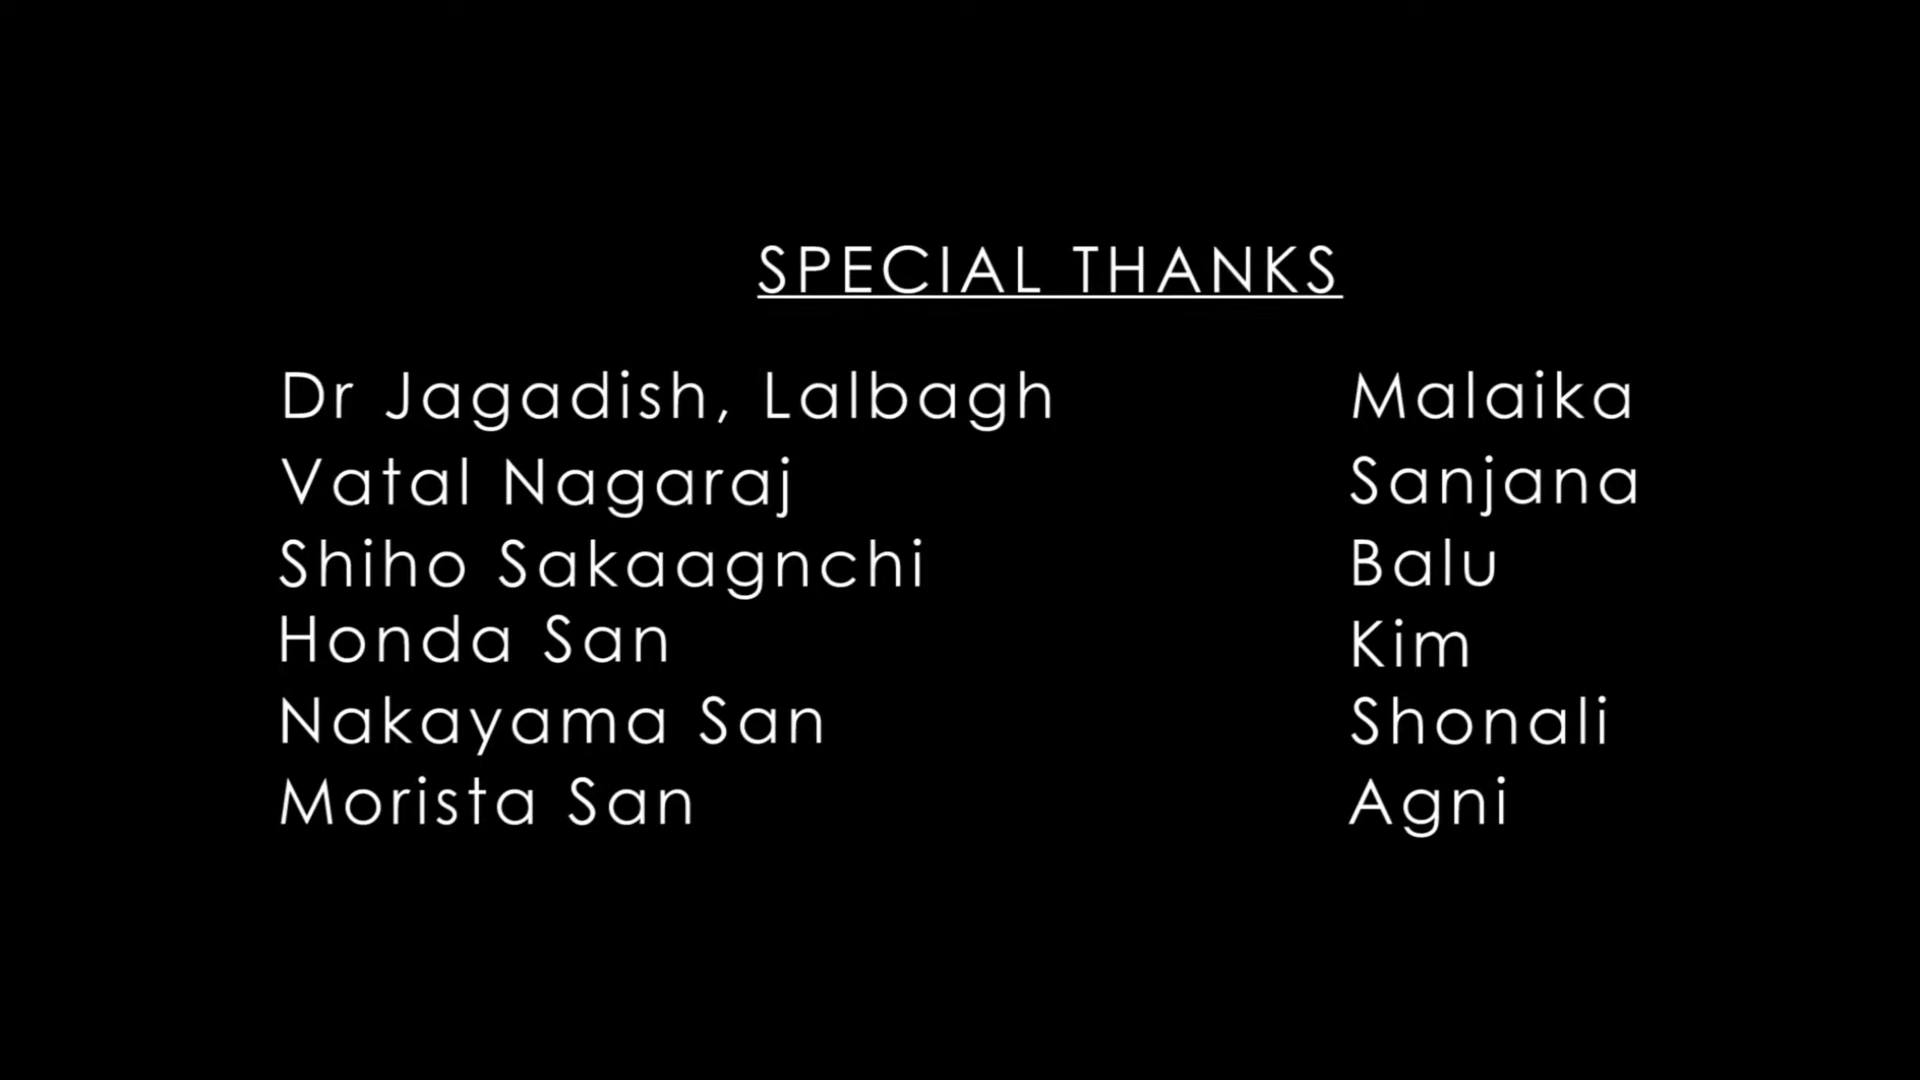 SPECIAL THANKS
Dr Jagadish, Lalbagh
Vatal Nagaraj
Shiho Sakaagnchi
Honda San
Nakayama San
Morista San
Malaika
Sanjana
Balu
Kim
Shonali
Agni